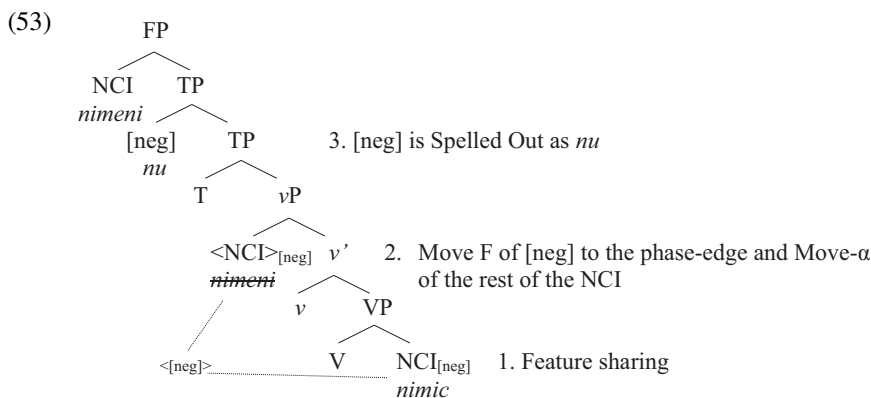 (53)
FP
NCI TP
nimeni
[neg] TP 3. [neg] is Spelled Out as nu
nu
T vP
<NCI>[neg] v’ 2. Move F of [neg] to the phase-edge and Move-α
nimeni of the rest of the NCI
v VP
<[neg]> V NCI[neg] 1. Feature sharing
nimic